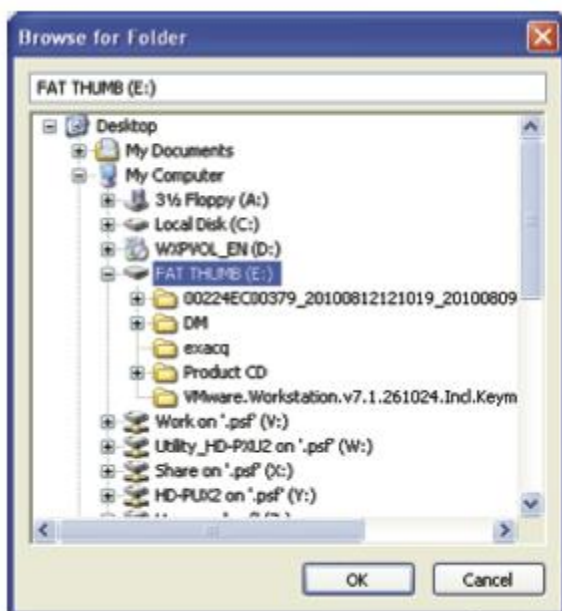 Browse for Folder
FAT THUMB (E:)
Desktop
My Documents
My Computer
3½ Floppy (A:)
Local Disk (C:)
WXPVOL_EN (D:)
FAT THUMB (E:)
00224EC00379_20100812121019_20100809
DM
exacq
Product CD
VMware.Workstation.v7.1.261024.Incl.Keym
Work on '.psf' (V:)
Utility_HD-PXU2 on '.psf' (W:)
Share on '.psf' (X:)
HD-PUX2 on '.psf' (Y:)
OK
Cancel